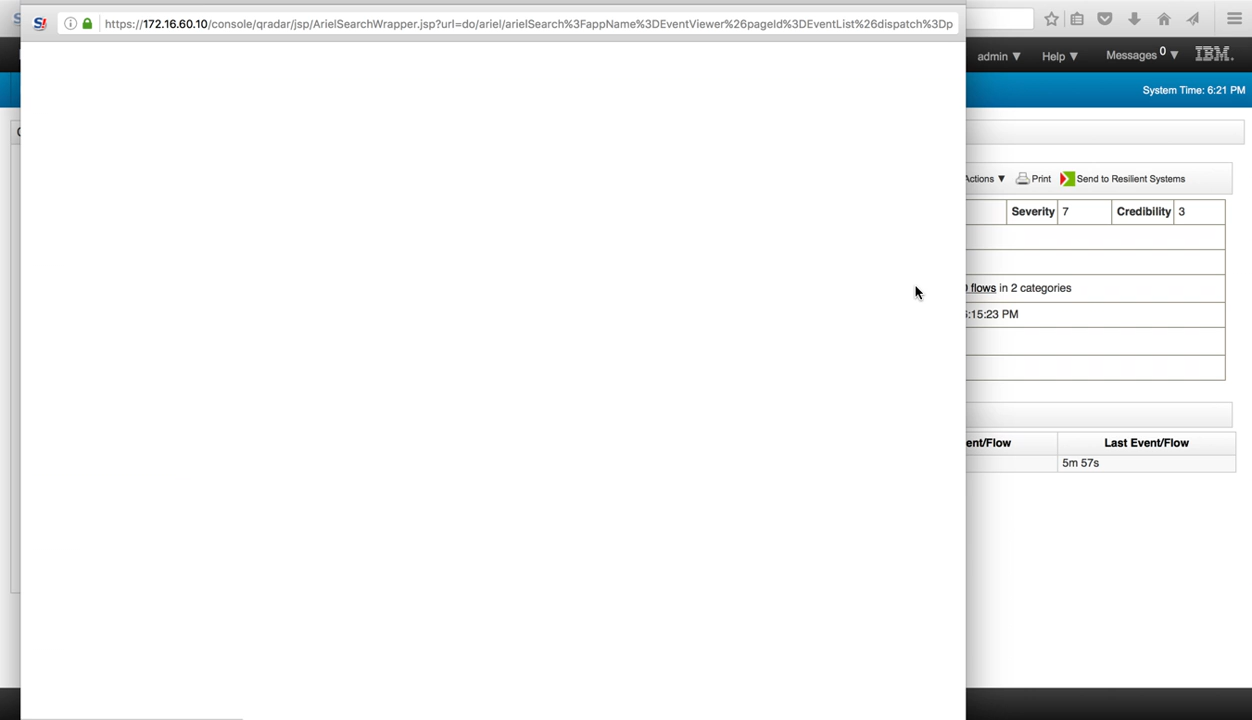 https://172.16.60.10/console/qradar/jsp/ArielSearchWrapper.jsp?url=do/ariel/arielSearch%3FappName%3DEventViewer%26pageId%3DEventList%26dispatch%3Dp
admin ▼ Help ▼ Messages 0 ▼ IBM.
System Time: 6:21 PM
Actions ▼ Print Send to Resilient Systems
Severity 7 Credibility 3
flows in 2 categories
:15:23 PM
ent/Flow Last Event/Flow
5m 57s